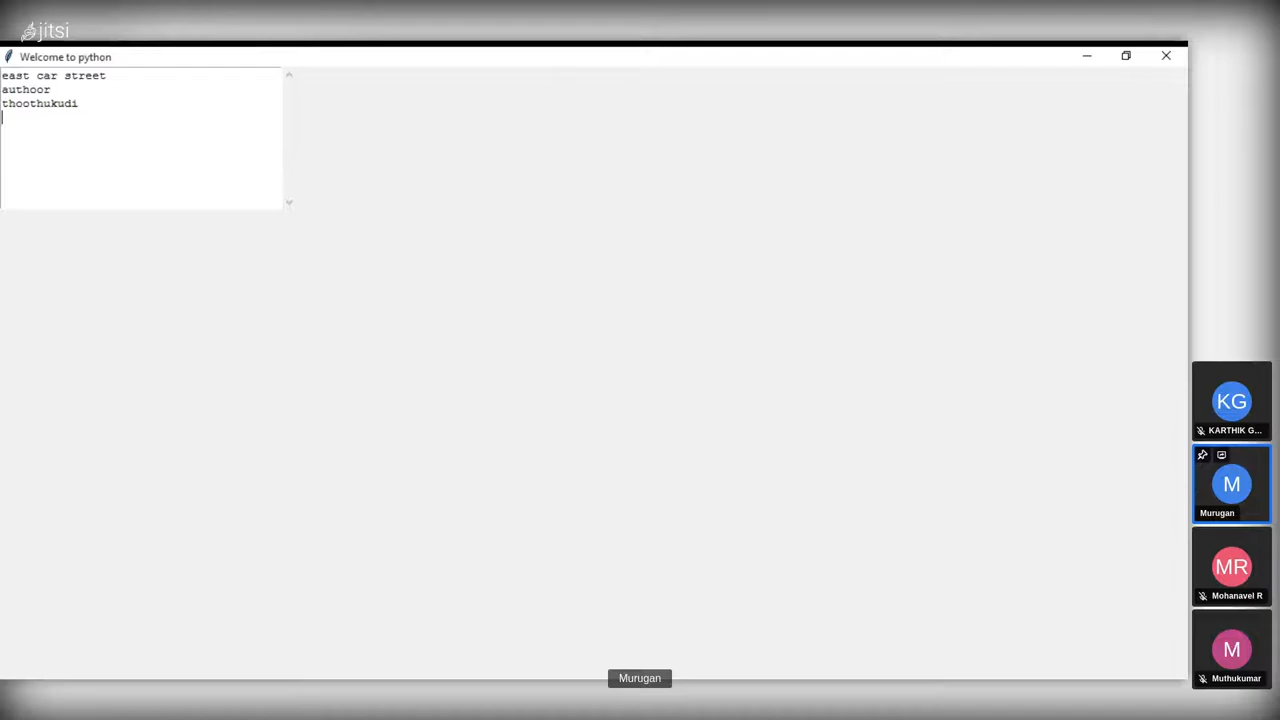 jitsi
Welcome to python
east car street
authoor
thoothukudi
KG
KARTHIK G...
M
Murugan
MR
Mohanavel R
M
Muthukumar
Murugan